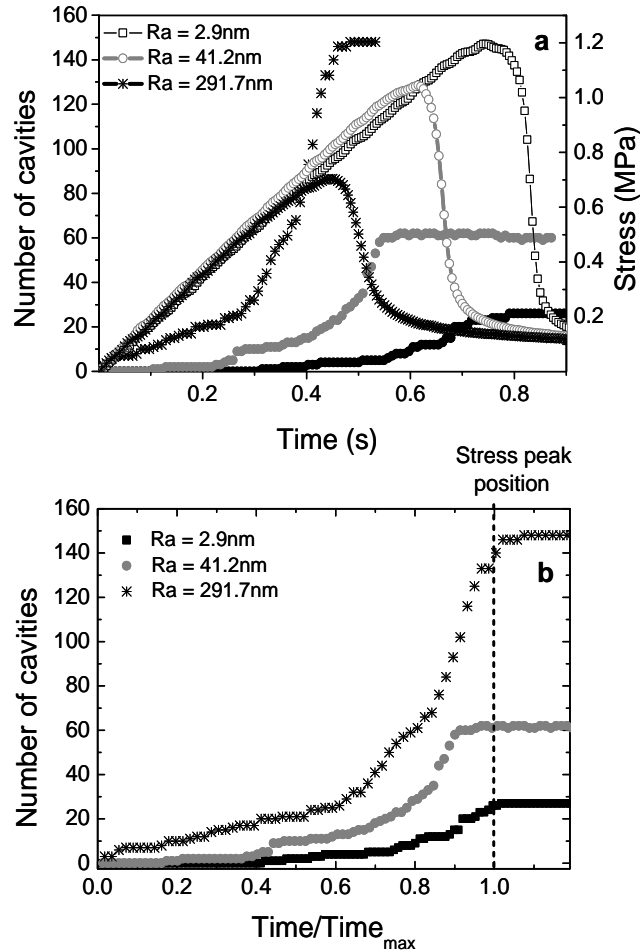 160
140
120
100
80
60
40
20
0
Number of cavities
Ra = 2.9nm
Ra = 41.2nm
Ra = 291.7nm
a
1.2
1.0
0.8
0.6
0.4
0.2
Stress (MPa)
0.2 0.4 0.6 0.8
Time (s)
Stress peak
position
160
140
120
100
80
60
40
20
0
Number of cavities
Ra = 2.9nm
Ra = 41.2nm
Ra = 291.7nm
b
0.0 0.2 0.4 0.6 0.8 1.0
Time/Time max